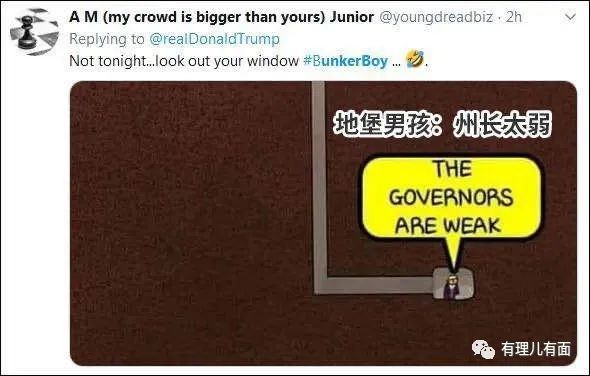 A M (my crowd is bigger than yours) Junior @youngdreadbiz · 2h
Replying to @realDonaldTrump
Not tonight...look out your window #BunkerBoy ... 🤣.
地堡男孩：州长太弱
THE
GOVERNORS
ARE WEAK
有理儿有面